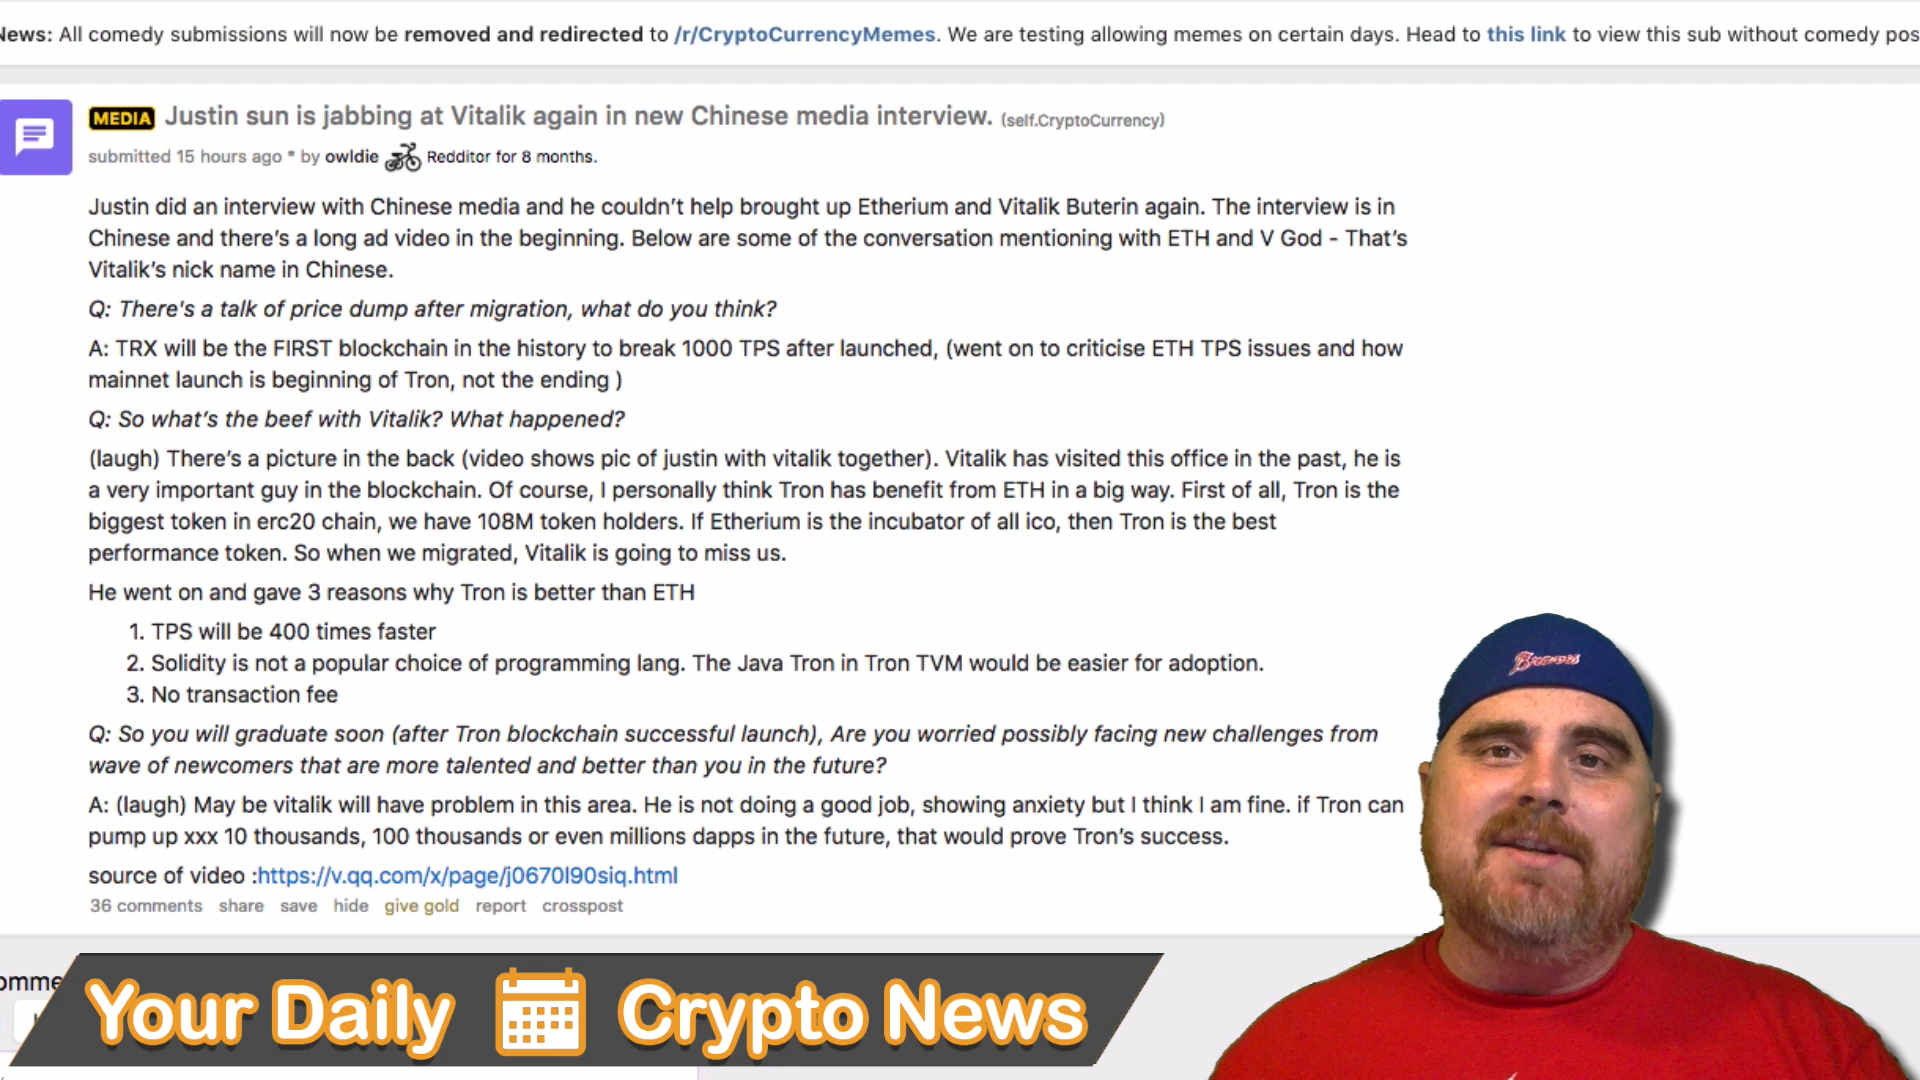 News: All comedy submissions will now be removed and redirected to /r/CryptoCurrencyMemes. We are testing allowing memes on certain days. Head to this link to view this sub without comedy pos
MEDIA Justin sun is jabbing at Vitalik again in new Chinese media interview. (self.CryptoCurrency)
submitted 15 hours ago * by owldie Redditor for 8 months.
Justin did an interview with Chinese media and he couldn't help brought up Etherium and Vitalik Buterin again. The interview is in
Chinese and there's a long ad video in the beginning. Below are some of the conversation mentioning with ETH and V God - That's
Vitalik's nick name in Chinese.
Q: There's a talk of price dump after migration, what do you think?
A: TRX will be the FIRST blockchain in the history to break 1000 TPS after launched, (went on to criticise ETH TPS issues and how
mainnet launch is beginning of Tron, not the ending )
Q: So what's the beef with Vitalik? What happened?
(laugh) There's a picture in the back (video shows pic of justin with vitalik together). Vitalik has visited this office in the past, he is
a very important guy in the blockchain. Of course, I personally think Tron has benefit from ETH in a big way. First of all, Tron is the
biggest token in erc20 chain, we have 108M token holders. If Etherium is the incubator of all ico, then Tron is the best
performance token. So when we migrated, Vitalik is going to miss us.
He went on and gave 3 reasons why Tron is better than ETH
1. TPS will be 400 times faster
2. Solidity is not a popular choice of programming lang. The Java Tron in Tron TVM would be easier for adoption.
3. No transaction fee
Q: So you will graduate soon (after Tron blockchain successful launch), Are you worried possibly facing new challenges from
wave of newcomers that are more talented and better than you in the future?
A: (laugh) May be vitalik will have problem in this area. He is not doing a good job, showing anxiety but I think I am fine. if Tron can
pump up xxx 10 thousands, 100 thousands or even millions dapps in the future, that would prove Tron's success.
source of video :https://v.qq.com/x/page/j0670l90siq.html
36 comments share save hide give gold report crosspost
omme
Your Daily Crypto News
Braves